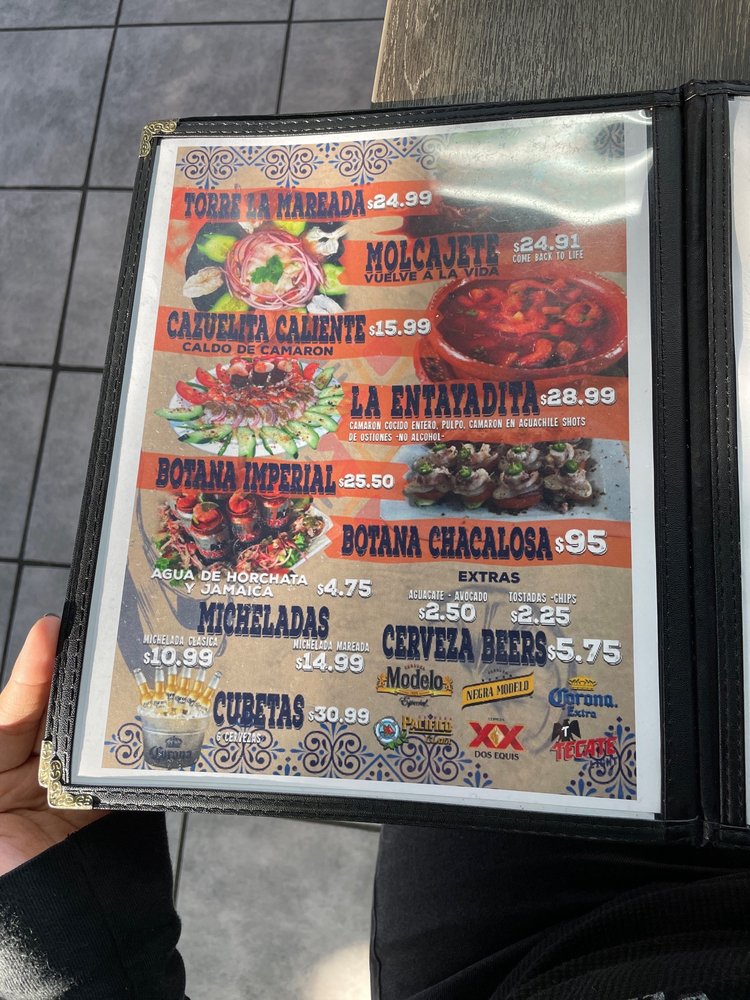 TORRE LA MAREADA $24.99
MOLCAJETE $24.91
VUELVE A LA VIDA COME BACK TO LIFE
CAZUELITA CALIENTE $15.99
CALDO DE CAMARON
LA ENTAYADITA $28.99
CAMARON COCIDO ENTERO, PULPO, CAMARON EN AGUACHILE SHOTS
DE OSTIONES -NO ALCOHOL-
BOTANA IMPERIAL $25.50
BOTANA CHACALOSA $95
AGUA DE HORCHATA
Y JAMAICA $4.75
EXTRAS
AGUACATE - AVOCADO TOSTADAS -CHIPS
$2.50 $2.25
MICHELADAS
MICHELADA CLASICA MICHELADA MAREADA
$10.99 $14.99
CERVEZA BEERS $5.75
Modelo
Especial
NEGRA MODELO
Corona
Extra
CUBETAS $30.99
6 CERVEZAS
Corona
PACIFICO
XX
DOS EQUIS
T
TECATE
LIGHT